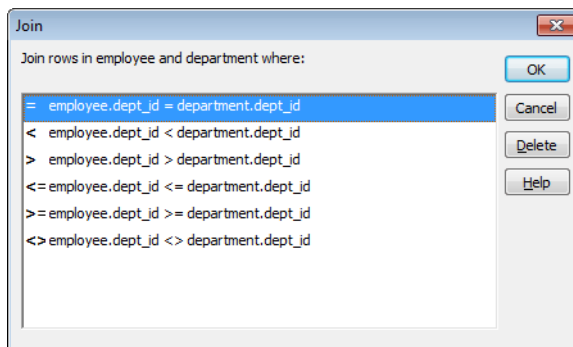 Join
Join rows in employee and department where:
= employee.dept_id = department.dept_id
< employee.dept_id < department.dept_id
> employee.dept_id > department.dept_id
<= employee.dept_id <= department.dept_id
>= employee.dept_id >= department.dept_id
<> employee.dept_id <> department.dept_id
OK
Cancel
Delete
Help